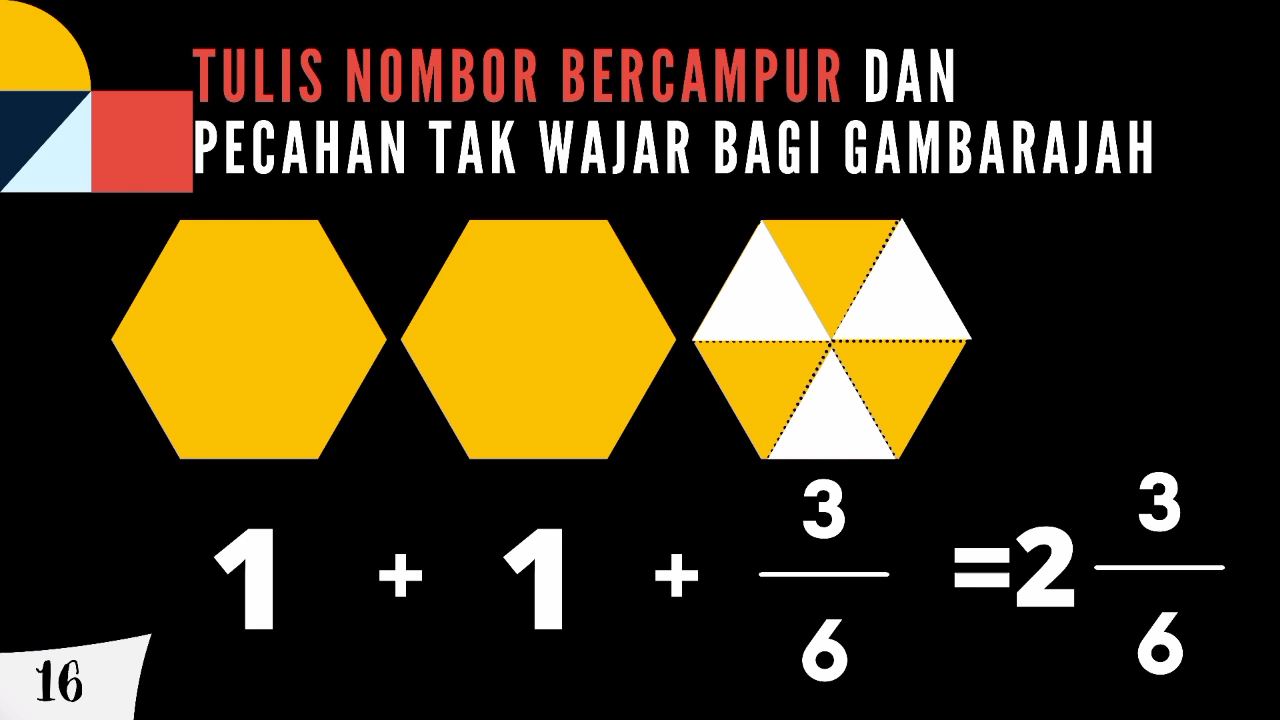 TULIS NOMBOR BERCAMPUR DAN
PECAHAN TAK WAJAR BAGI GAMBARAJAH
1 + 1 + 3/6 =2 3/6
16